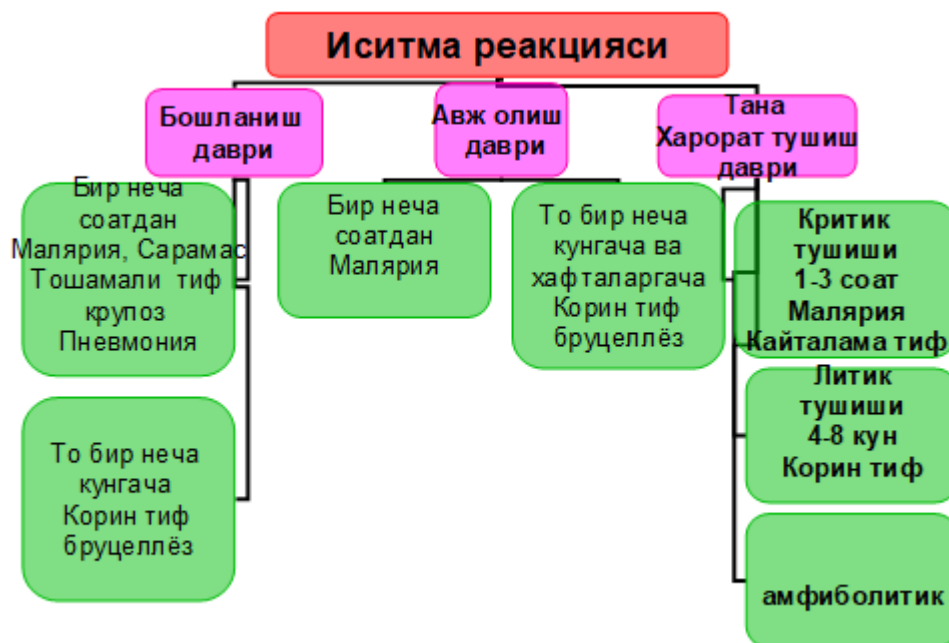 Иситма реакцияси
Бошланиш
даври
Бир неча
соатдан
Малярия, Сарамас
Тошамали тиф
крупоз
Пневмония
То бир неча
кунгача
Корин тиф
бруцеллёз
Авж олиш
даври
Бир неча
соатдан
Малярия
То бир неча
кунгача ва
хафталаргача
Корин тиф
бруцеллёз
Тана
Харорат тушиш
даври
Критик
тушиши
1-3 соат
Малярия
Кайталама тиф
Литик
тушиши
4-8 кун
Корин тиф
амфиболитик